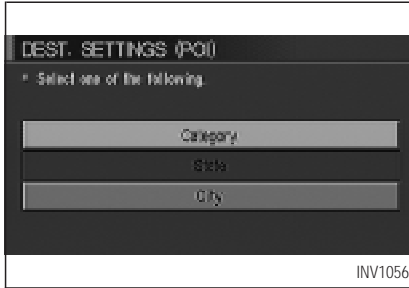 DEST. SETTINGS (POI)
Select one of the following.
Category
State
City
INV1056